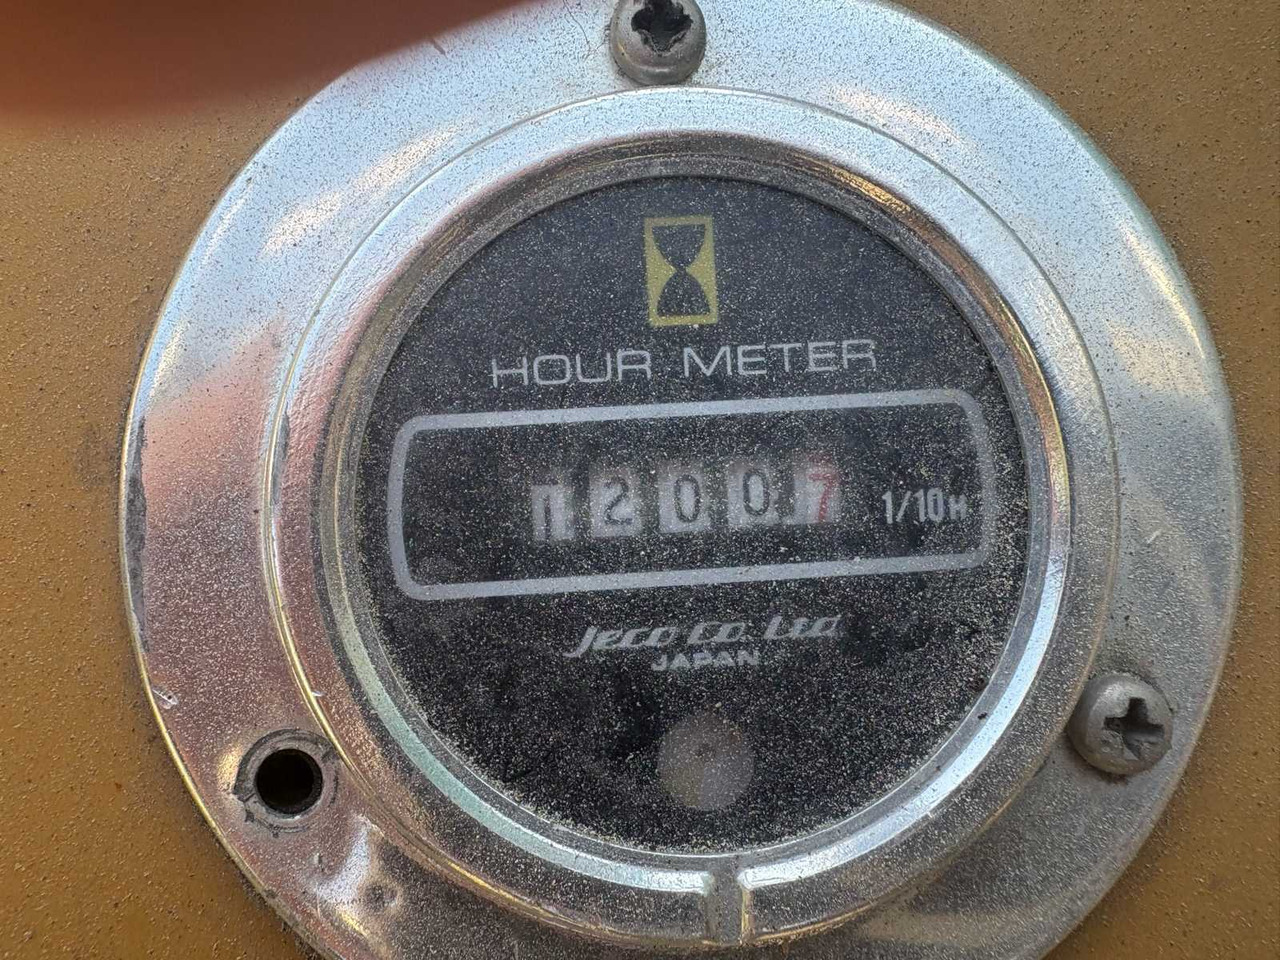 HOUR METER
2007 1/10H
Jeco Co. Ltd.
JAPAN